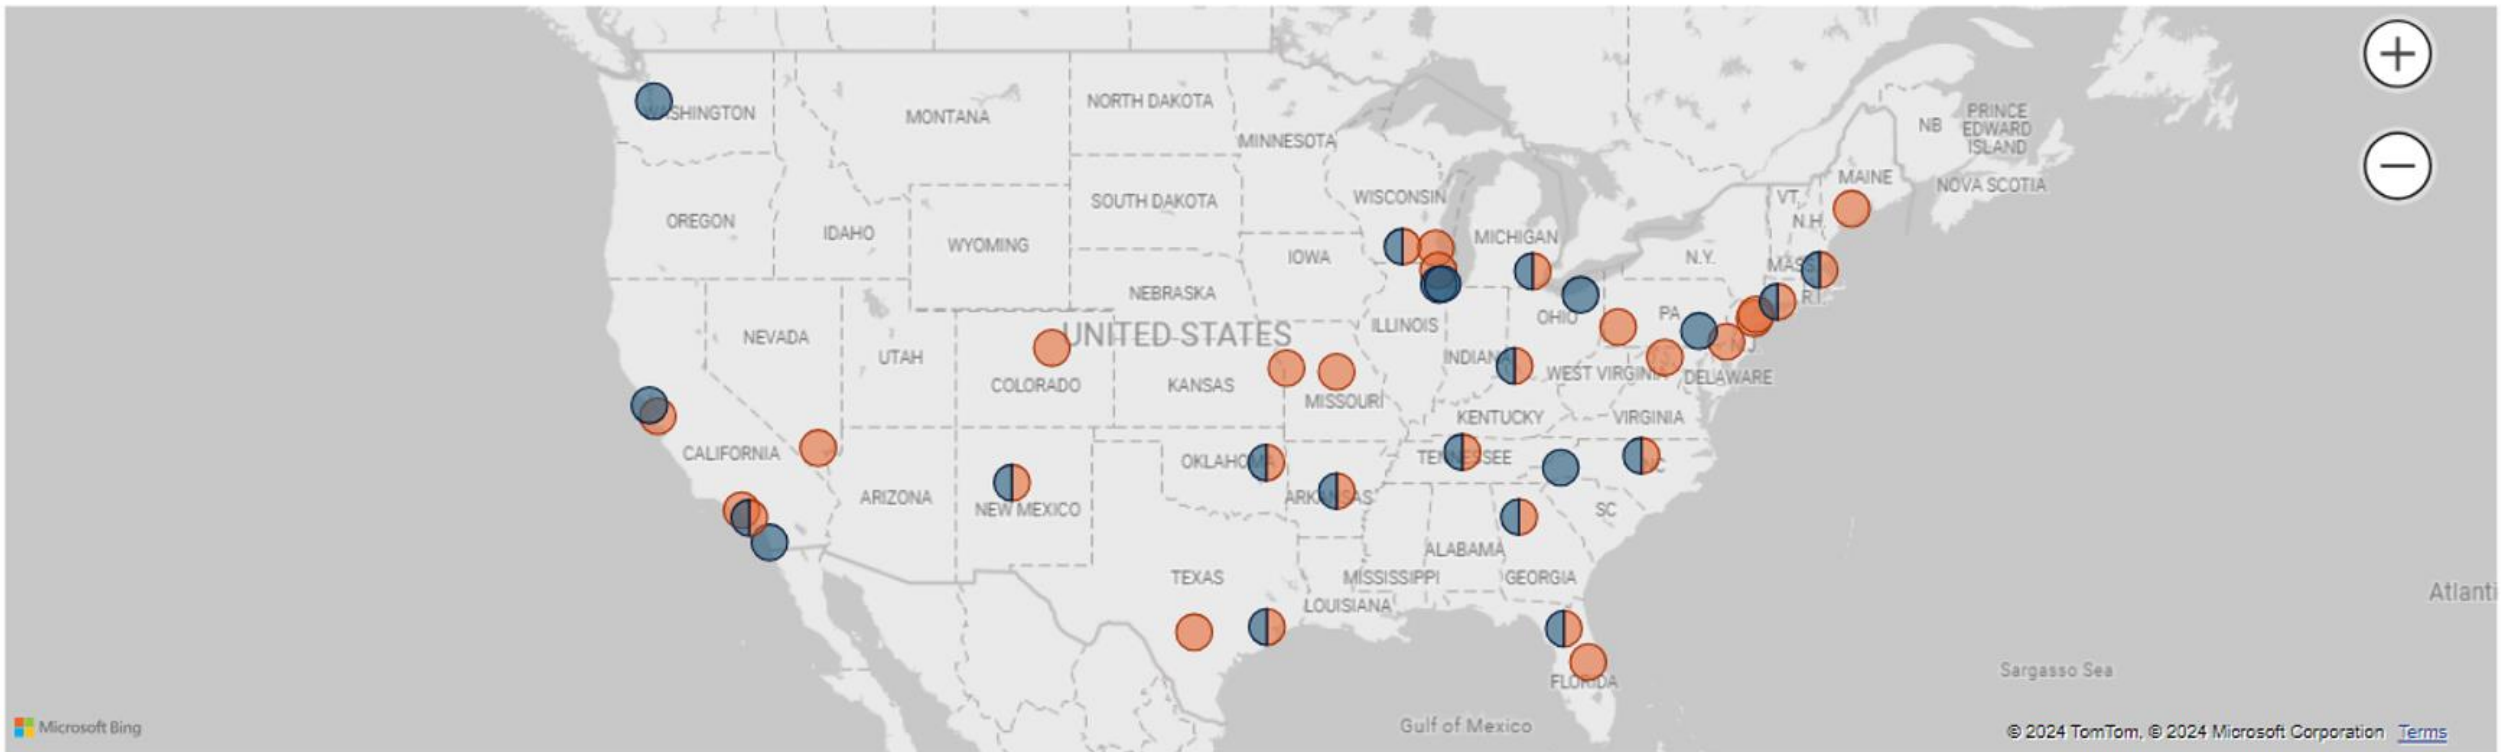 WASHINGTON
MONTANA
NORTH DAKOTA
MINNESOTA
NB
PRINCE
EDWARD
ISLAND
MAINE
NOVA SCOTIA
OREGON
IDAHO
WYOMING
SOUTH DAKOTA
WISCONSIN
VT.
N.H.
MICHIGAN
IOWA
N.Y.
MASS.
R.I.
NEBRASKA
NEVADA
UTAH
UNITED STATES
ILLINOIS
OHIO
PA
N.J.
COLORADO
KANSAS
MISSOURI
INDIANA
WEST VIRGINIA
DELAWARE
KENTUCKY
VIRGINIA
CALIFORNIA
ARIZONA
NEW MEXICO
OKLAHOMA
ARKANSAS
TENNESSEE
NC
SC
ALABAMA
TEXAS
MISSISSIPPI
GEORGIA
LOUISIANA
Atlanti
FLORIDA
Sargasso Sea
Gulf of Mexico
Microsoft Bing
© 2024 TomTom, © 2024 Microsoft Corporation Terms